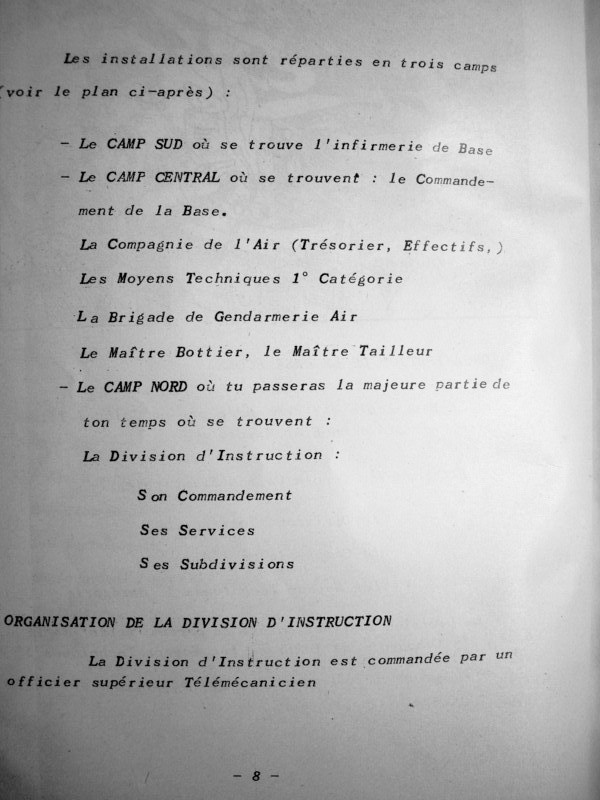 Les installations sont réparties en trois camps
(voir le plan ci-après) :
- Le CAMP SUD où se trouve l'infirmerie de Base
- Le CAMP CENTRAL où se trouvent : le Commande-
ment de la Base.
La Compagnie de l'Air (Trésorier, Effectifs,)
Les Moyens Techniques 1° Catégorie
La Brigade de Gendarmerie Air
Le Maître Bottier, le Maître Tailleur
- Le CAMP NORD où tu passeras la majeure partie de
ton temps où se trouvent :
La Division d'Instruction :
Son Commandement
Ses Services
Ses Subdivisions
ORGANISATION DE LA DIVISION D'INSTRUCTION
La Division d'Instruction est commandée par un
officier supérieur Télémécanicien
- 8 -